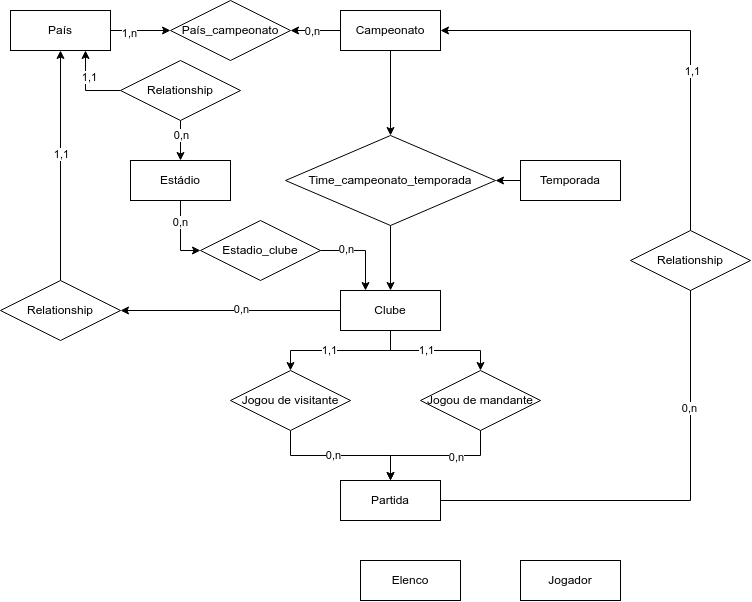 País
1,n
País_campeonato
0,n
Campeonato
1,1
1,1
Relationship
0,n
1,1
Estádio
Time_campeonato_temporada
Temporada
0,n
Estadio_clube
0,n
Relationship
Relationship
0,n
Clube
1,1
1,1
Jogou de visitante
Jogou de mandante
0,n
0,n
0,n
Partida
Elenco
Jogador